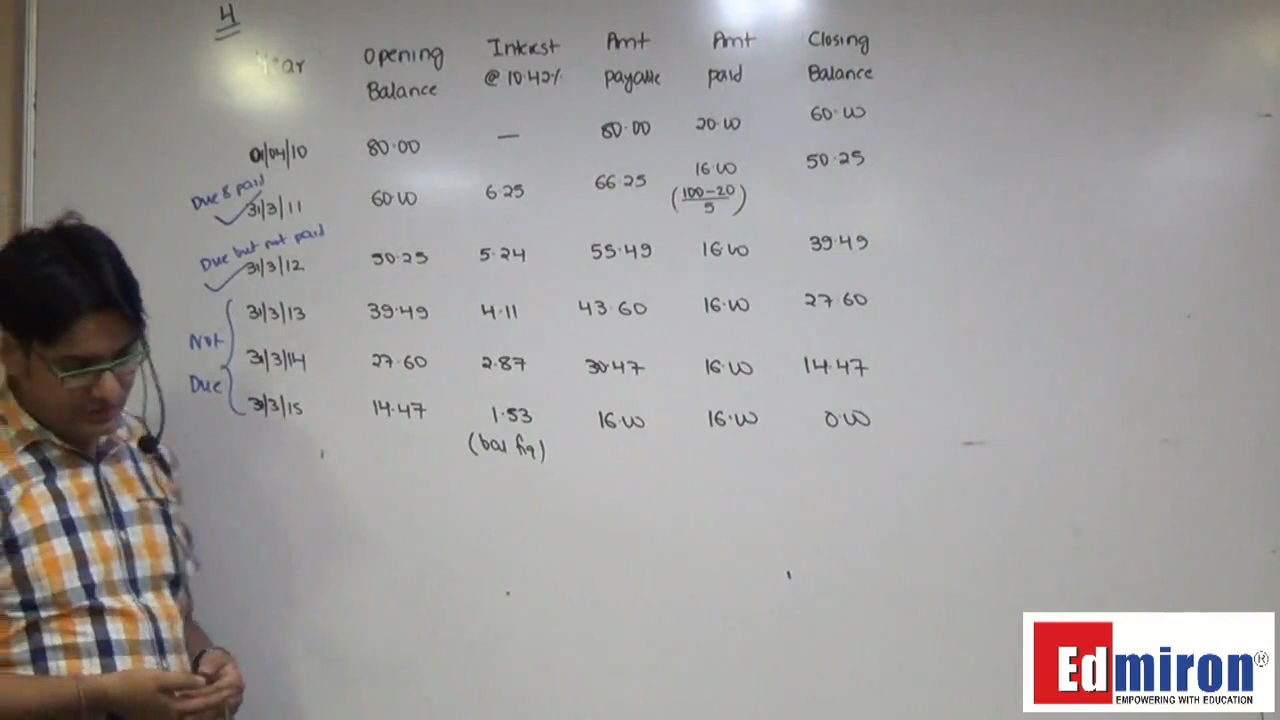 4
Year Opening Balance Interest @ 10.42% Amt payable Amt paid Closing Balance
01/04/10 80.00 — 80.00 20.00 60.00
Due & paid
31/3/11 60.00 6.25 66.25 16.00 (100-20/5) 50.25
Due but not paid
31/3/12 50.25 5.24 55.49 16.00 39.49
Not Due
31/3/13 39.49 4.11 43.60 16.00 27.60
31/3/14 27.60 2.87 30.47 16.00 14.47
31/3/15 14.47 1.53 16.00 16.00 0.00
(bal fig)
Edmiron®
EMPOWERING WITH EDUCATION